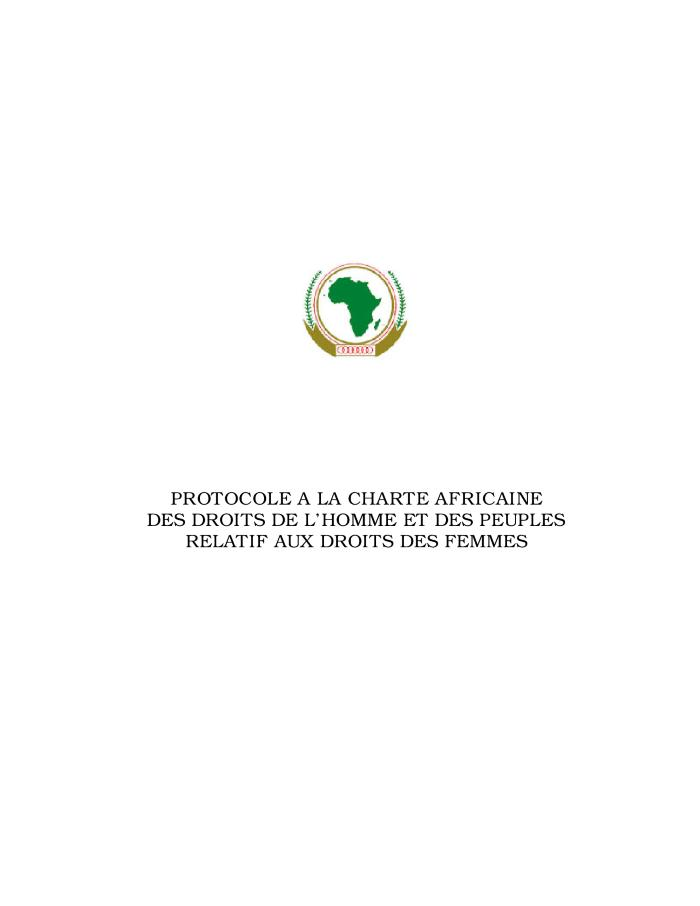 PROTOCOLE A LA CHARTE AFRICAINE
DES DROITS DE L'HOMME ET DES PEUPLES
RELATIF AUX DROITS DES FEMMES